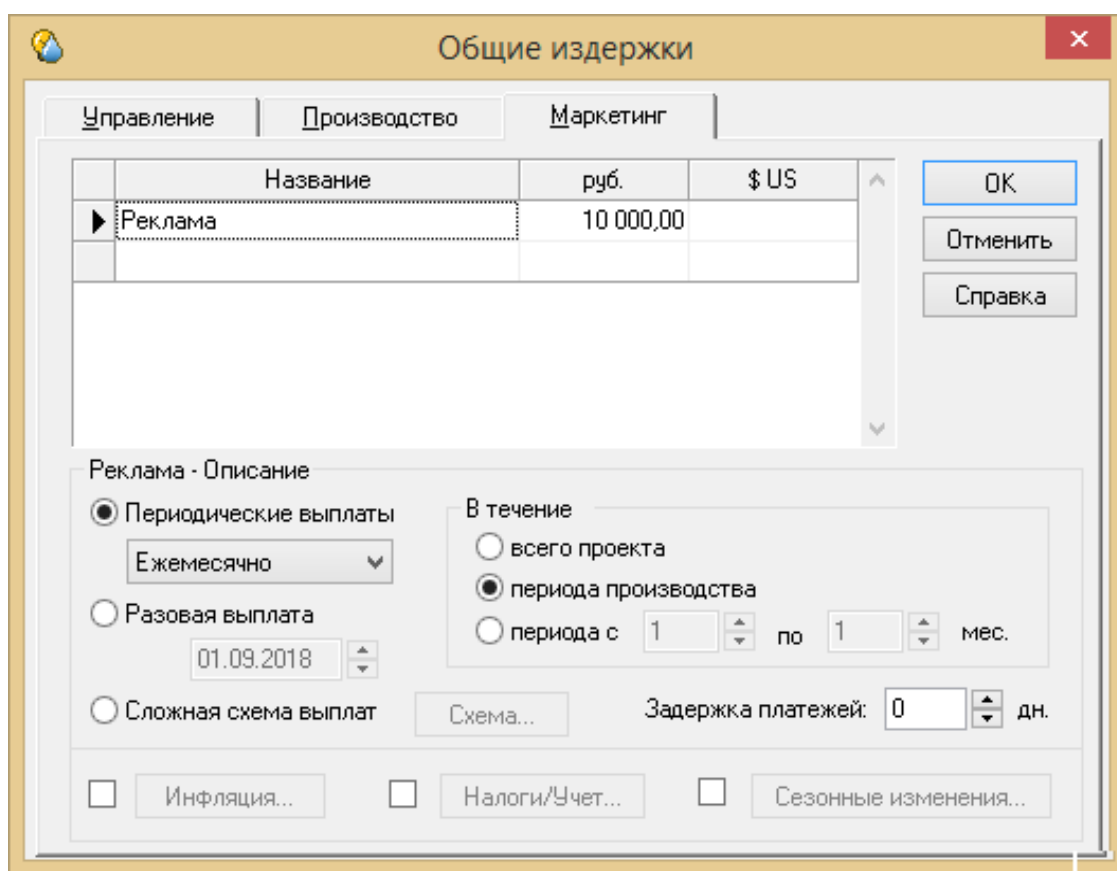 Общие издержки
Управление Производство Маркетинг
Название руб. $ US
Реклама 10 000,00
OK
Отменить
Справка
Реклама - Описание
Периодические выплаты
Ежемесячно
Разовая выплата
01.09.2018
Сложная схема выплат Схема...
В течение
всего проекта
периода производства
периода с 1 по 1 мес.
Задержка платежей: 0 дн.
Инфляция... Налоги/Учет... Сезонные изменения...